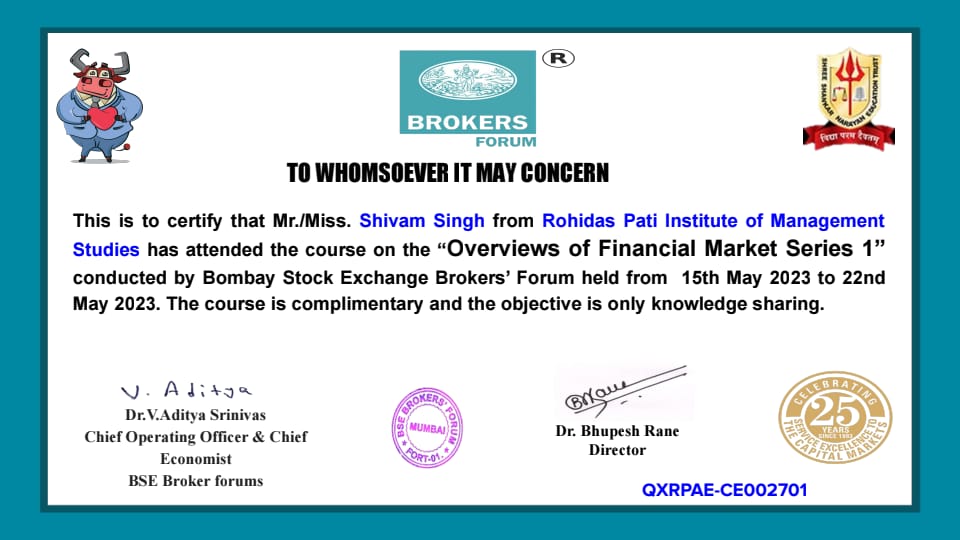 ®
BROKERS
FORUM
SHREE SHANKAR NARAYAN EDUCATION TRUST
विद्या परम दैवतम्
TO WHOMSOEVER IT MAY CONCERN
This is to certify that Mr./Miss. Shivam Singh from Rohidas Pati Institute of Management
Studies has attended the course on the “Overviews of Financial Market Series 1”
conducted by Bombay Stock Exchange Brokers’ Forum held from 15th May 2023 to 22nd
May 2023. The course is complimentary and the objective is only knowledge sharing.
V. Aditya
Dr.V.Aditya Srinivas
Chief Operating Officer & Chief
Economist
BSE Broker forums
BSE BROKERS' FORUM
MUMBAI
FORT-01.
Dr. Bhupesh Rane
Director
CELEBRATING
25
YEARS
SINCE 1993
SERVICE EXCELLENCE TO
THE CAPITAL MARKETS
QXRPAE-CE002701